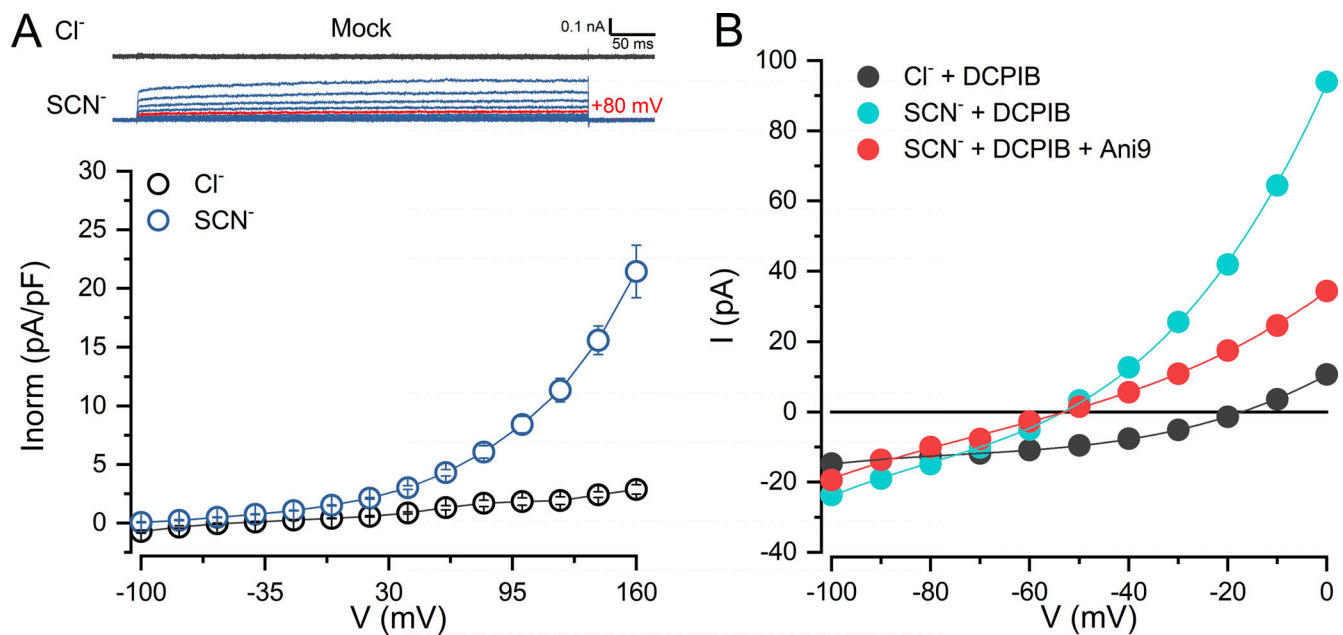 A
Cl⁻
Mock
0.1 nA
50 ms
SCN⁻
+80 mV
30
25
20
15
10
5
0
Inorm (pA/pF)
Cl⁻
SCN⁻
-100
-35
30
95
160
V (mV)
B
100
80
60
40
20
0
-20
-40
I (pA)
Cl⁻ + DCPIB
SCN⁻ + DCPIB
SCN⁻ + DCPIB + Ani9
-100
-80
-60
-40
-20
0
V (mV)